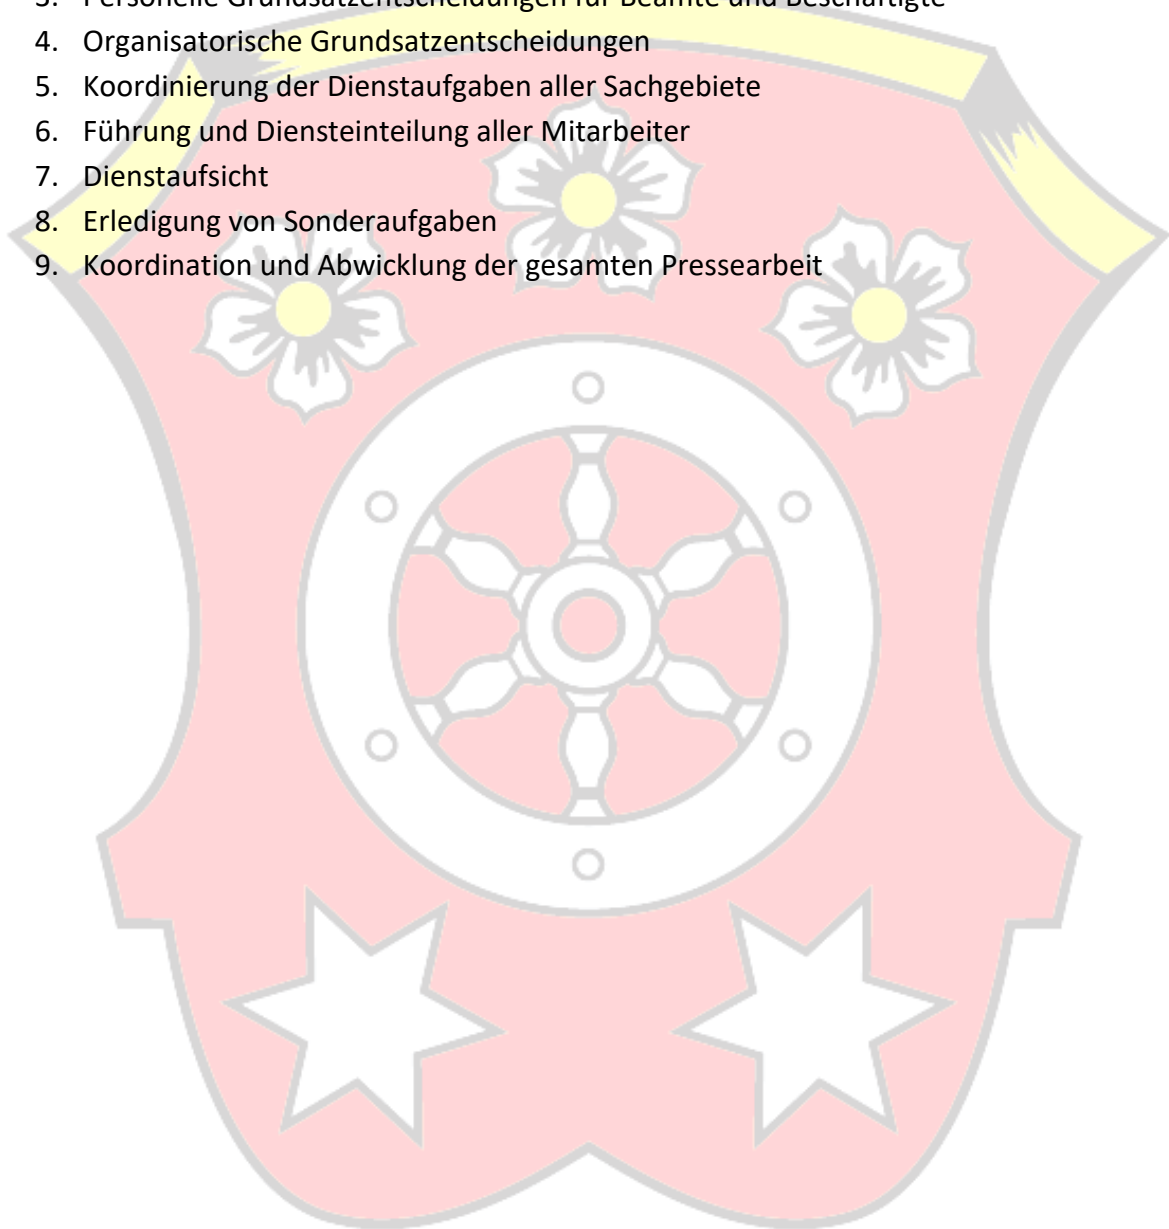 3. Personelle Grundsatzentscheidungen für Beamte und Beschäftigte
4. Organisatorische Grundsatzentscheidungen
5. Koordinierung der Dienstaufgaben aller Sachgebiete
6. Führung und Diensteinteilung aller Mitarbeiter
7. Dienstaufsicht
8. Erledigung von Sonderaufgaben
9. Koordination und Abwicklung der gesamten Pressearbeit